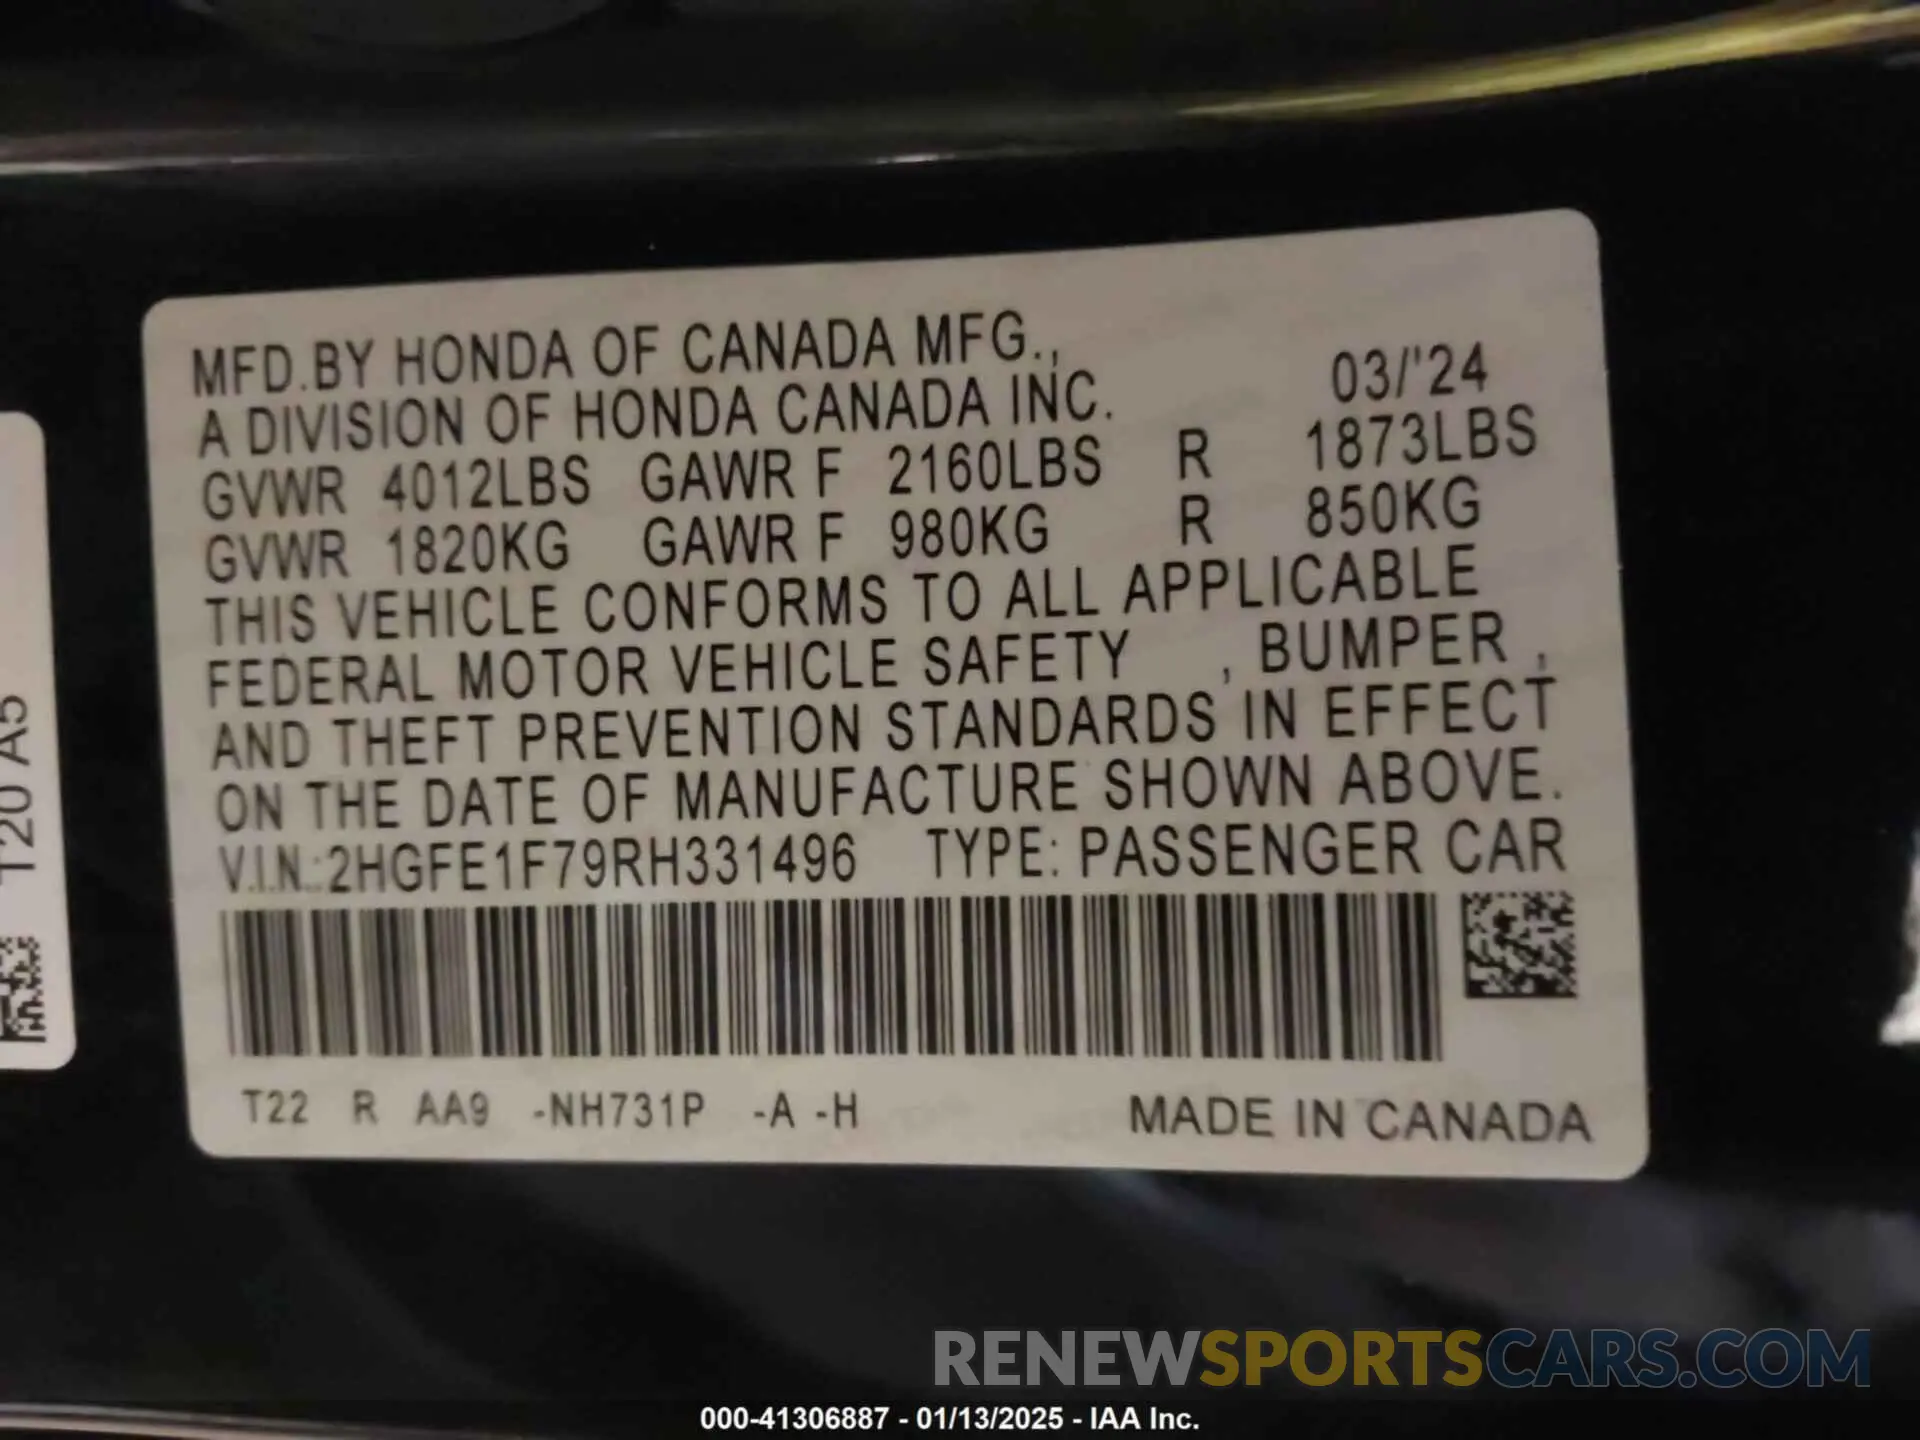 MFD.BY HONDA OF CANADA MFG.,
A DIVISION OF HONDA CANADA INC. 03/'24
GVWR 4012LBS GAWR F 2160LBS R 1873LBS
GVWR 1820KG GAWR F 980KG R 850KG
THIS VEHICLE CONFORMS TO ALL APPLICABLE
FEDERAL MOTOR VEHICLE SAFETY , BUMPER ,
AND THEFT PREVENTION STANDARDS IN EFFECT
ON THE DATE OF MANUFACTURE SHOWN ABOVE.
V.I.N.:2HGFE1F79RH331496 TYPE: PASSENGER CAR
T22 R AA9 -NH731P -A -H MADE IN CANADA
T20 A5
RENEWSPORTSCARS.COM
000-41306887 - 01/13/2025 - IAA Inc.